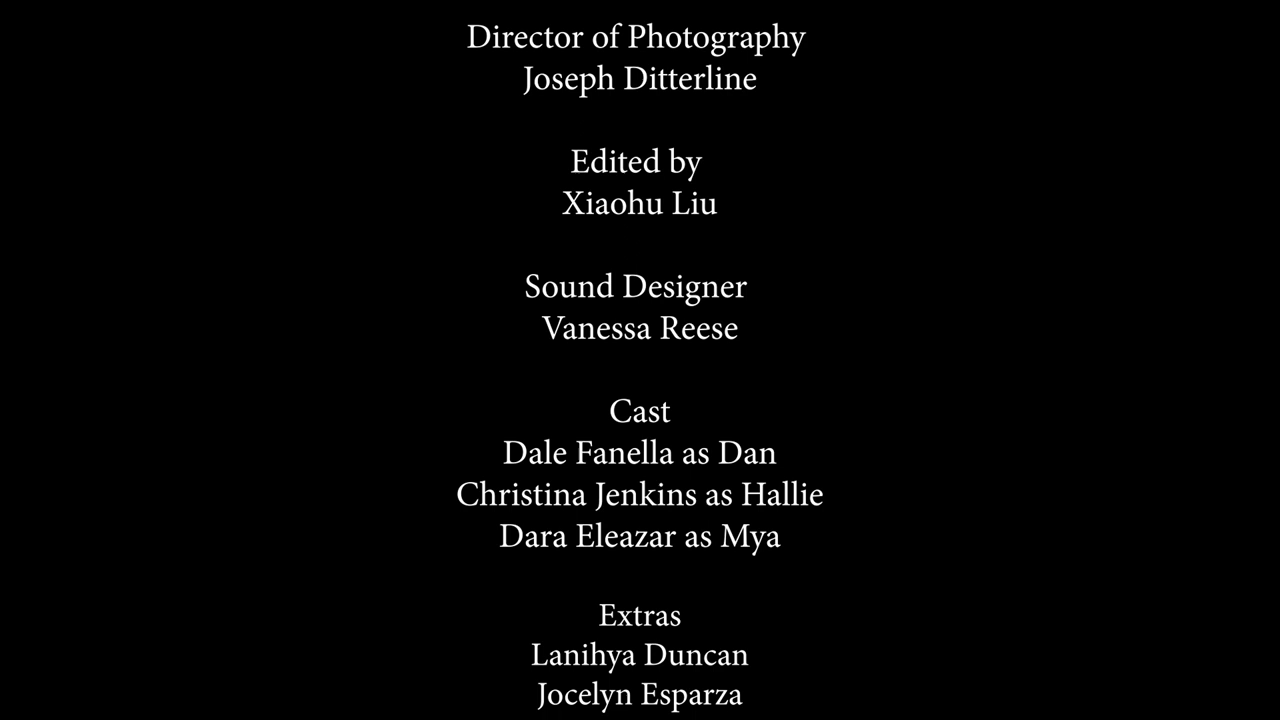 Director of Photography
Joseph Ditterline
Edited by
Xiaohu Liu
Sound Designer
Vanessa Reese
Cast
Dale Fanella as Dan
Christina Jenkins as Hallie
Dara Eleazar as Mya
Extras
Lanihya Duncan
Jocelyn Esparza